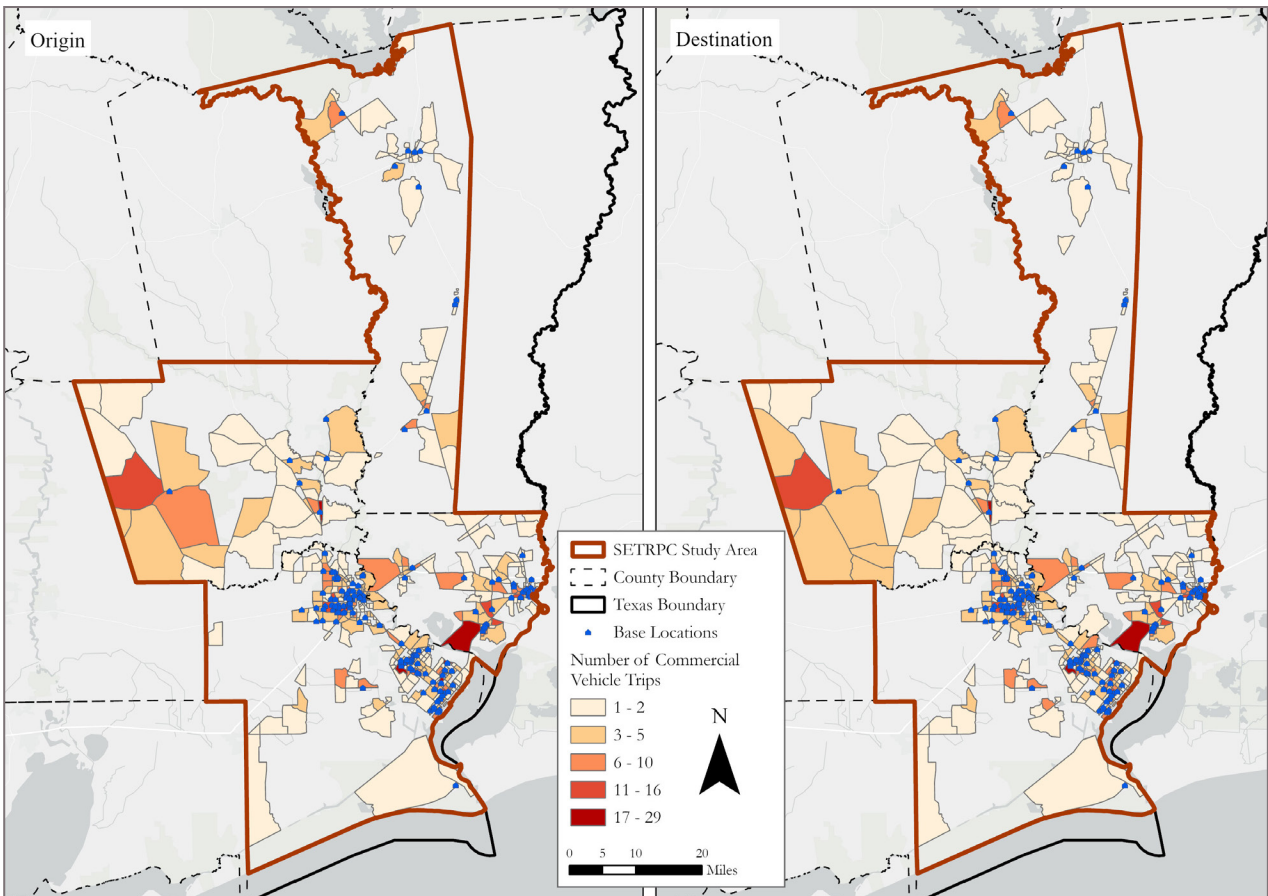 Origin
Destination
SETRPC Study Area
County Boundary
Texas Boundary
Base Locations
Number of Commercial
Vehicle Trips
1 - 2
3 - 5
6 - 10
11 - 16
17 - 29
N
0 5 10 20
Miles